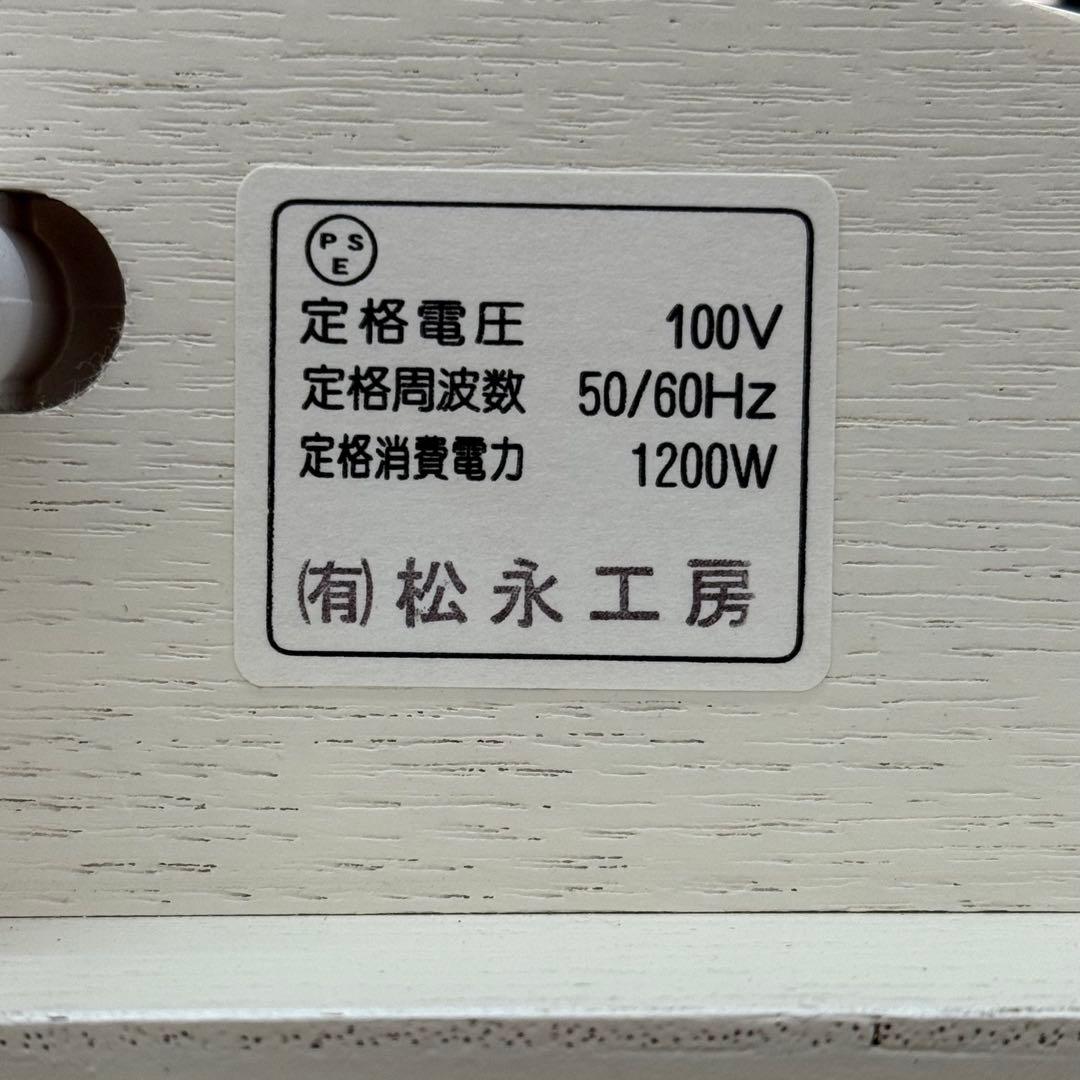 PSE
定格電圧 100V
定格周波数 50/60Hz
定格消費電力 1200W
㈲松永工房